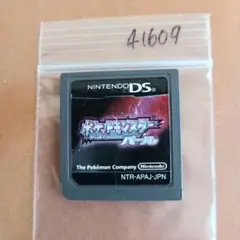 41609
NINTENDO DS
ポケットモンスター
パール
The Pokémon Company Nintendo
NTR-APAJ-JPN